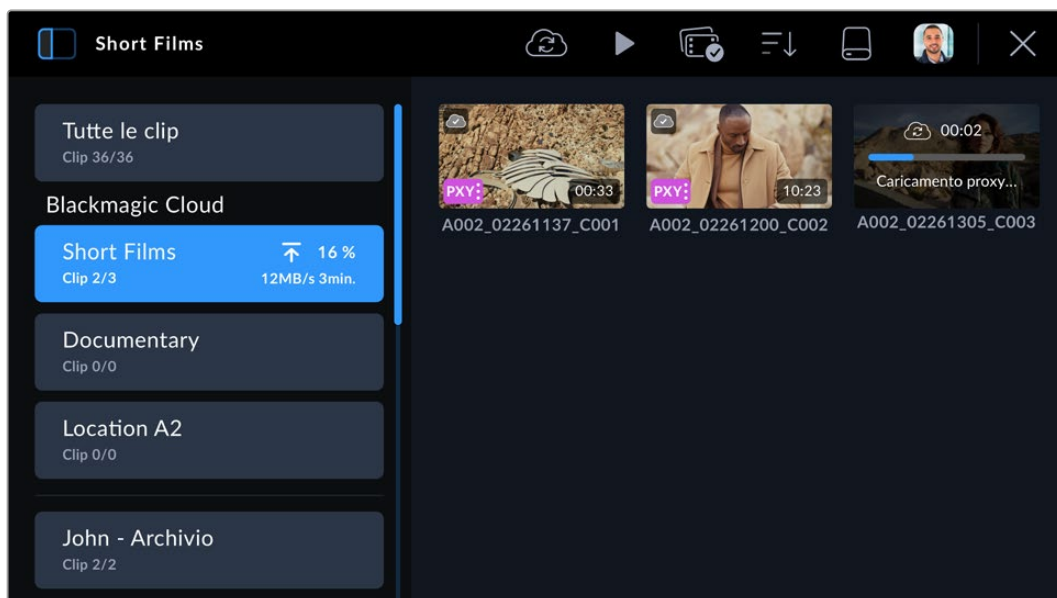 Short Films
Tutte le clip
Clip 36/36
Blackmagic Cloud
Short Films 16 %
Clip 2/3 12MB/s 3min.
Documentary
Clip 0/0
Location A2
Clip 0/0
John - Archivio
Clip 2/2
PXY 00:33
A002_02261137_C001
PXY 10:23
A002_02261200_C002
00:02
Caricamento proxy...
A002_02261305_C003